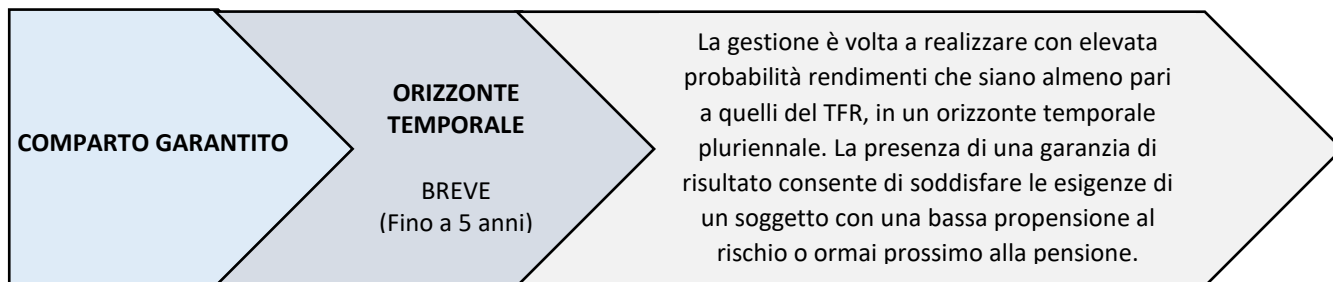 COMPARTO GARANTITO
ORIZZONTE
TEMPORALE
BREVE
(Fino a 5 anni)
La gestione è volta a realizzare con elevata
probabilità rendimenti che siano almeno pari
a quelli del TFR, in un orizzonte temporale
pluriennale. La presenza di una garanzia di
risultato consente di soddisfare le esigenze di
un soggetto con una bassa propensione al
rischio o ormai prossimo alla pensione.